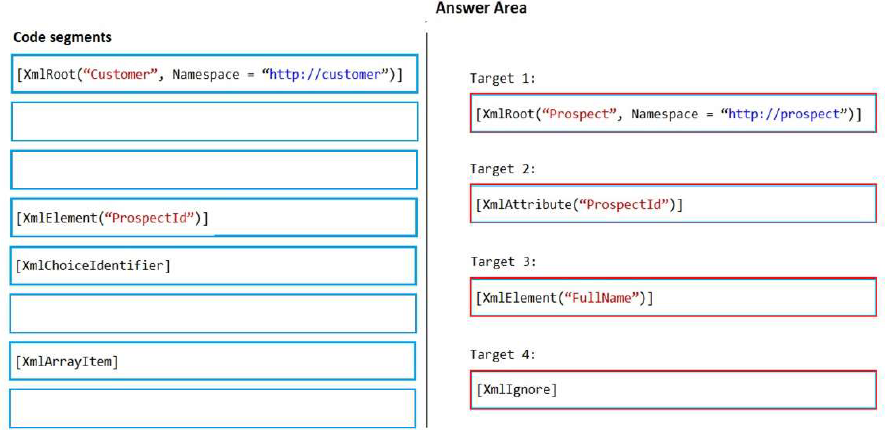 Answer Area
Code segments
[XmlRoot(“Customer”, Namespace = “http://customer”)]
[XmlElement(“ProspectId”)]
[XmlChoiceIdentifier]
[XmlArrayItem]
Target 1:
[XmlRoot(“Prospect”, Namespace = “http://prospect”)]
Target 2:
[XmlAttribute(“ProspectId”)]
Target 3:
[XmlElement(“FullName”)]
Target 4:
[XmlIgnore]